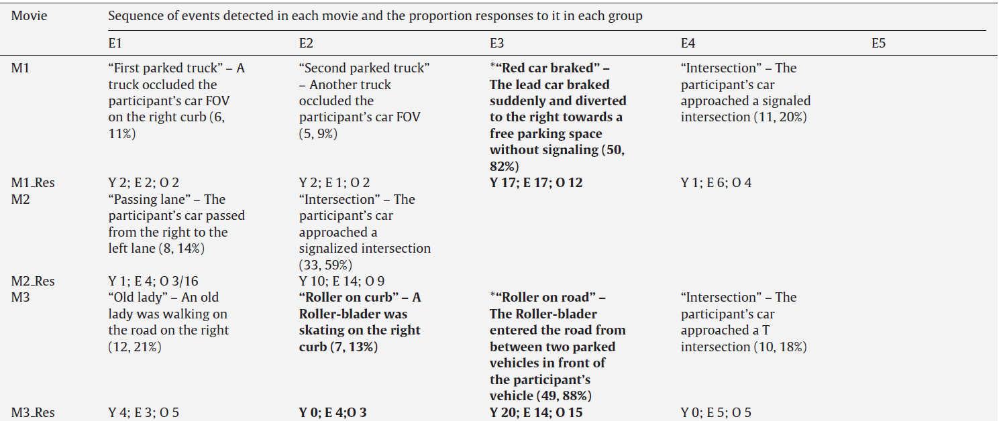 Movie
Sequence of events detected in each movie and the proportion responses to it in each group
E1
E2
E3
E4
E5
M1
“First parked truck” – A
truck occluded the
participant’s car FOV
on the right curb (6,
11%)
“Second parked truck”
– Another truck
occluded the
participant’s car FOV
(5, 9%)
*“Red car braked” –
The lead car braked
suddenly and diverted
to the right towards a
free parking space
without signaling (50,
82%)
“Intersection” – The
participant’s car
approached a signaled
intersection (11, 20%)
M1_Res
Y 2; E 2; O 2
Y 2; E 1; O 2
Y 17; E 17; O 12
Y 1; E 6; O 4
M2
“Passing lane” – The
participant’s car passed
from the right to the
left lane (8, 14%)
“Intersection” – The
participant’s car
approached a
signalized intersection
(33, 59%)
M2_Res
Y 1; E 4; O 3/16
Y 10; E 14; O 9
M3
“Old lady” – An old
lady was walking on
the road on the right
(12, 21%)
“Roller on curb” – A
Roller-blader was
skating on the right
curb (7, 13%)
*“Roller on road” –
The Roller-blader
entered the road from
between two parked
vehicles in front of
the participant’s
vehicle (49, 88%)
“Intersection” – The
participant’s car
approached a T
intersection (10, 18%)
M3_Res
Y 4; E 3; O 5
Y 0; E 4;O 3
Y 20; E 14; O 15
Y 0; E 5; O 5